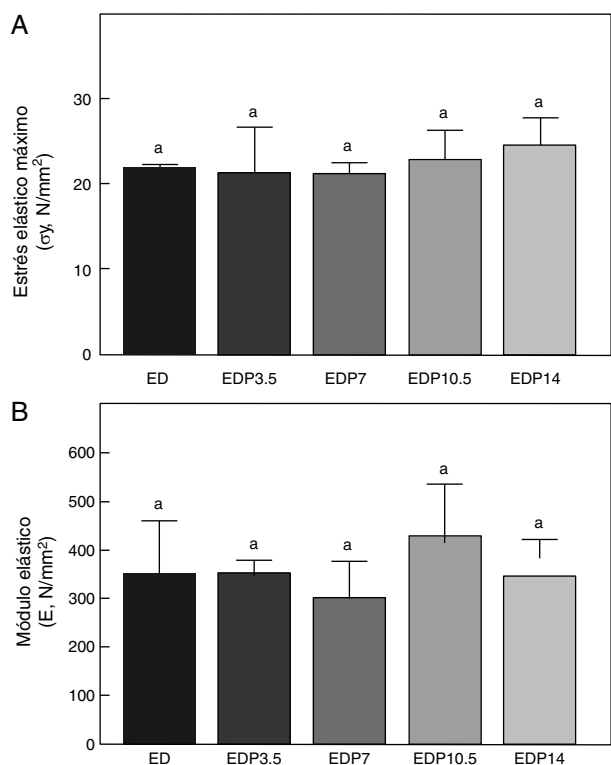 A
Estrés elástico máximo
(σy, N/mm²)
30
20
10
0
a
a
a
a
a
ED
EDP3.5
EDP7
EDP10.5
EDP14
B
Módulo elástico
(E, N/mm²)
600
500
400
300
200
100
0
a
a
a
a
a
ED
EDP3.5
EDP7
EDP10.5
EDP14